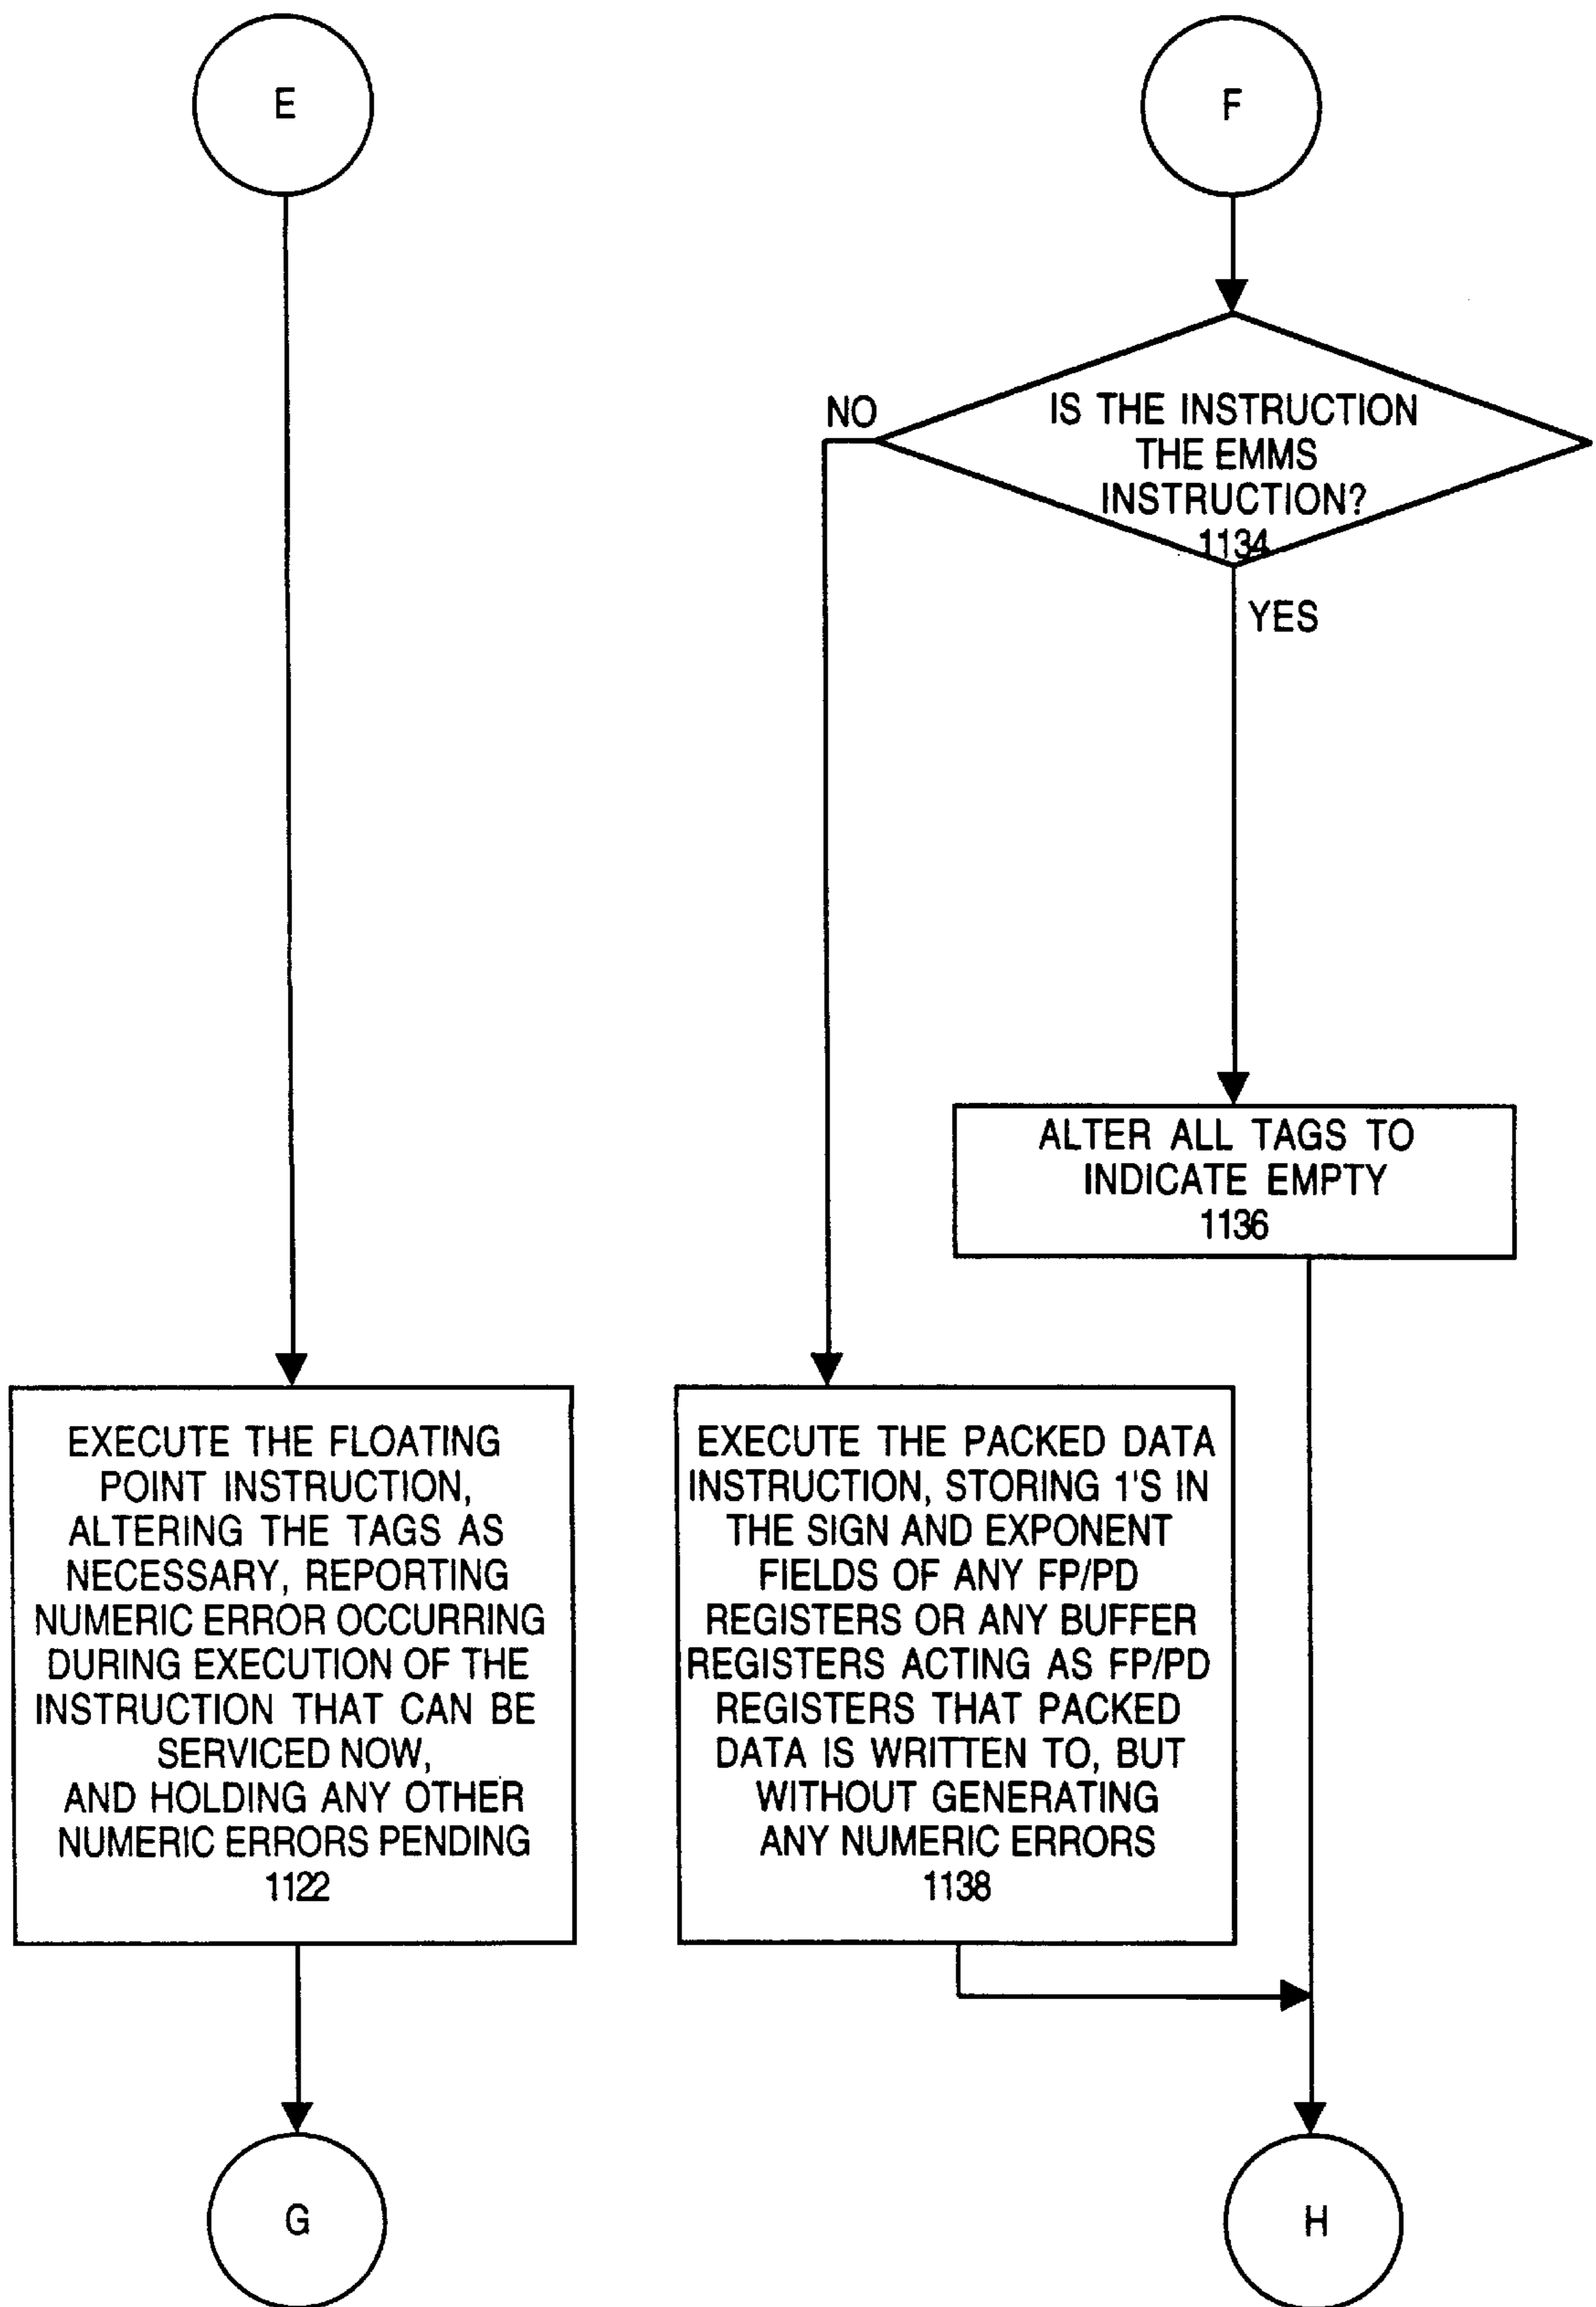 E
F
NO
IS THE INSTRUCTION
THE EMMS
INSTRUCTION?
1134
YES
ALTER ALL TAGS TO
INDICATE EMPTY
1136
EXECUTE THE FLOATING
POINT INSTRUCTION,
ALTERING THE TAGS AS
NECESSARY, REPORTING
NUMERIC ERROR OCCURRING
DURING EXECUTION OF THE
INSTRUCTION THAT CAN BE
SERVICED NOW,
AND HOLDING ANY OTHER
NUMERIC ERRORS PENDING
1122
EXECUTE THE PACKED DATA
INSTRUCTION, STORING 1'S IN
THE SIGN AND EXPONENT
FIELDS OF ANY FP/PD
REGISTERS OR ANY BUFFER
REGISTERS ACTING AS FP/PD
REGISTERS THAT PACKED
DATA IS WRITTEN TO, BUT
WITHOUT GENERATING
ANY NUMERIC ERRORS
1138
G
H